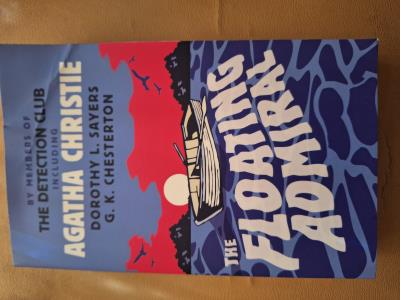 BY MEMBERS OF
THE DETECTION CLUB
INCLUDING
AGATHA CHRISTIE
DOROTHY L. SAYERS
G. K. CHESTERTON
THE
FLOATING
ADMIRAL